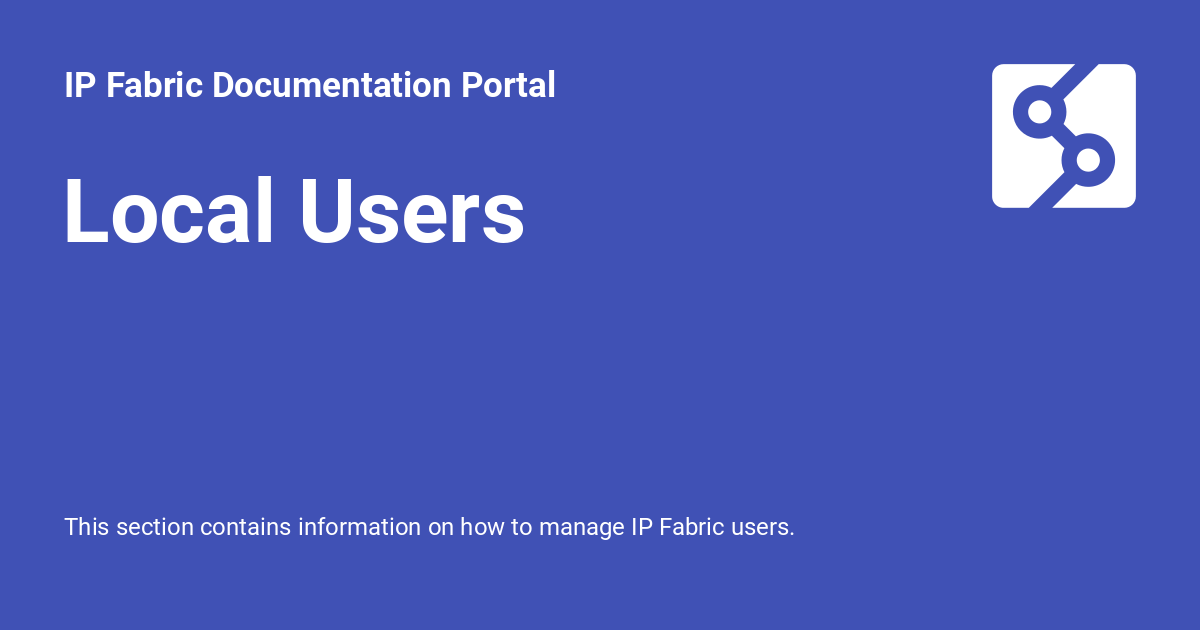 IP Fabric Documentation Portal
Local Users
This section contains information on how to manage IP Fabric users.